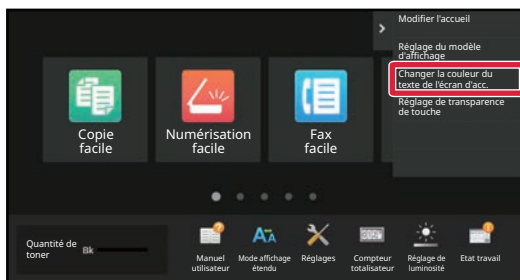 Modifier l'accueil
Réglage du modèle
d'affichage
Changer la couleur du
texte de l'écran d'acc.
Réglage de transparence
de touche
Copie
facile
Numérisation
facile
Fax
facile
Quantité de
toner
Bk
Manuel
utilisateur
Mode affichage
étendu
Réglages
Compteur
totalisateur
Réglage de
luminosité
Etat travail